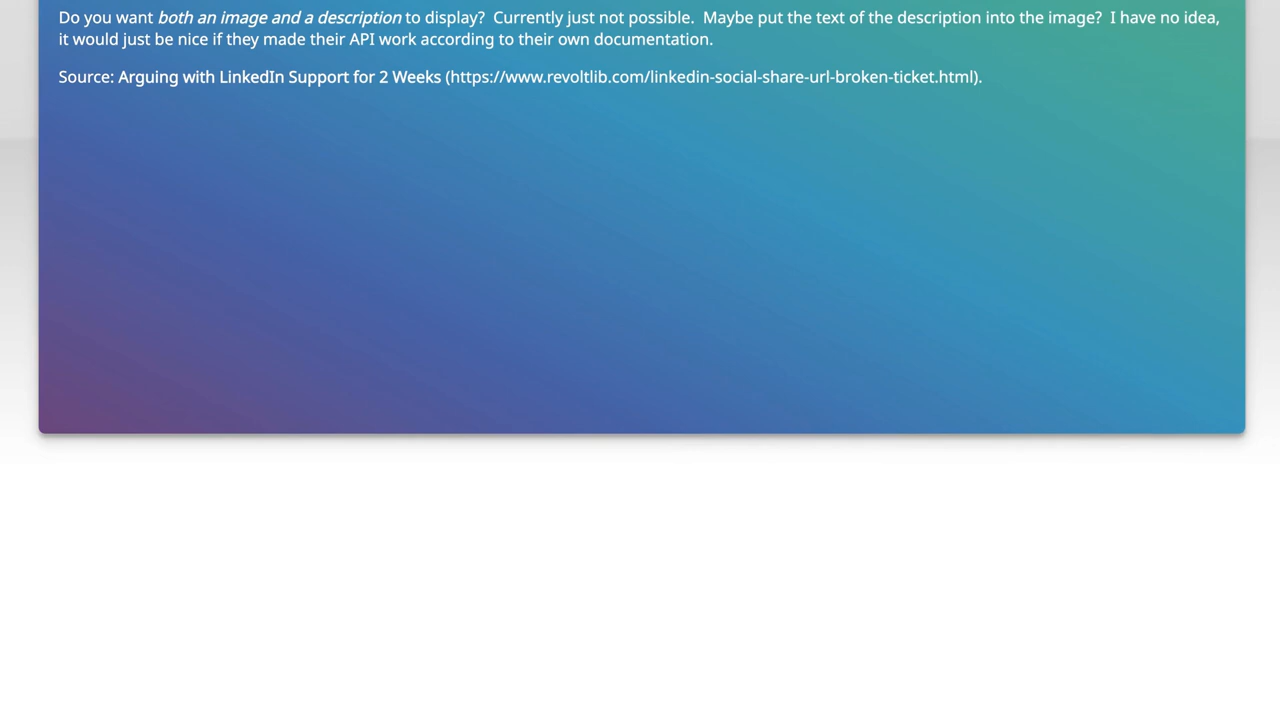 Do you want both an image and a description to display?  Currently just not possible.  Maybe put the text of the description into the image?  I have no idea,
it would just be nice if they made their API work according to their own documentation.
Source: Arguing with LinkedIn Support for 2 Weeks (https://www.revoltlib.com/linkedin-social-share-url-broken-ticket.html).